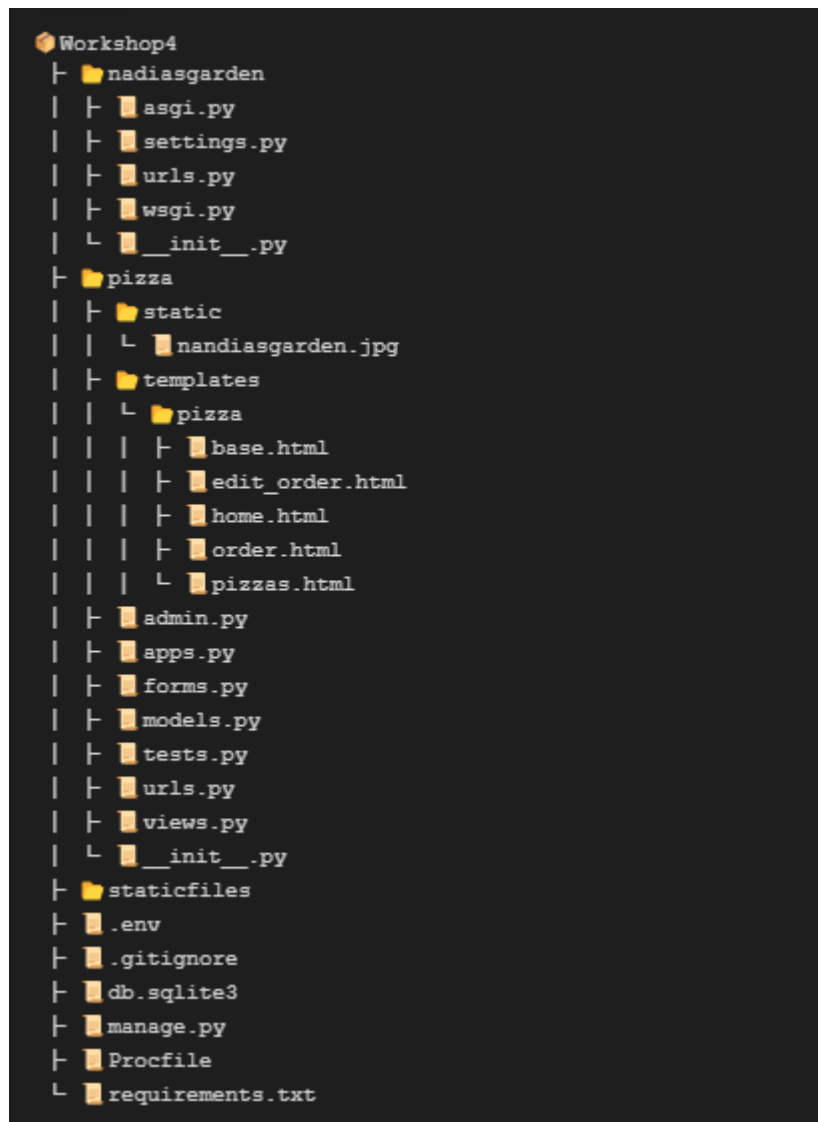 Workshop4
├ nadiasgarden
│ ├ asgi.py
│ ├ settings.py
│ ├ urls.py
│ ├ wsgi.py
│ └ __init__.py
├ pizza
│ ├ static
│ │ └ nandiasgarden.jpg
│ ├ templates
│ │ └ pizza
│ │ │ ├ base.html
│ │ │ ├ edit_order.html
│ │ │ ├ home.html
│ │ │ ├ order.html
│ │ │ └ pizzas.html
│ ├ admin.py
│ ├ apps.py
│ ├ forms.py
│ ├ models.py
│ ├ tests.py
│ ├ urls.py
│ ├ views.py
│ └ __init__.py
├ staticfiles
├ .env
├ .gitignore
├ db.sqlite3
├ manage.py
├ Procfile
└ requirements.txt